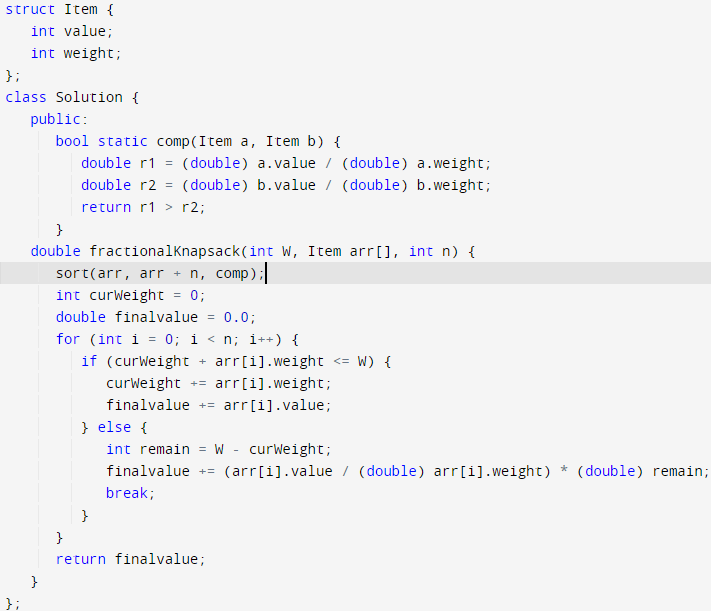 struct Item {
   int value;
   int weight;
};
class Solution {
   public:
      bool static comp(Item a, Item b) {
         double r1 = (double) a.value / (double) a.weight;
         double r2 = (double) b.value / (double) b.weight;
         return r1 > r2;
      }
   double fractionalKnapsack(int W, Item arr[], int n) {
      sort(arr, arr + n, comp);
      int curWeight = 0;
      double finalvalue = 0.0;
      for (int i = 0; i < n; i++) {
         if (curWeight + arr[i].weight <= W) {
            curWeight += arr[i].weight;
            finalvalue += arr[i].value;
         } else {
            int remain = W - curWeight;
            finalvalue += (arr[i].value / (double) arr[i].weight) * (double) remain;
            break;
         }
      }
      return finalvalue;
   }
};